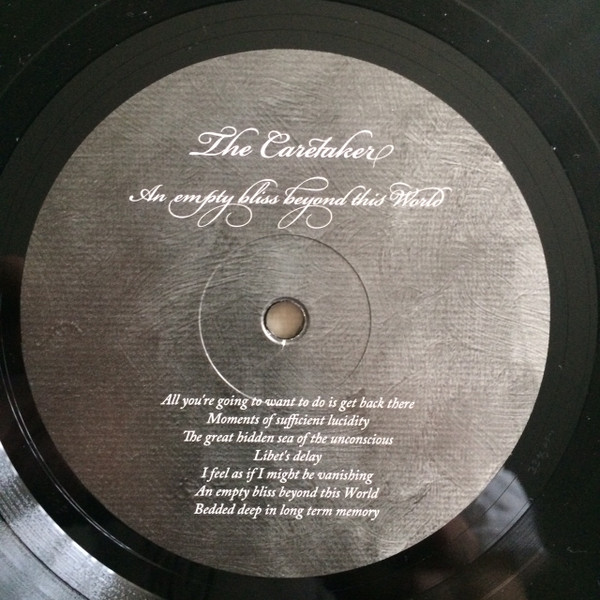 The Caretaker
An empty bliss beyond this World
All you're going to want to do is get back there
Moments of sufficient lucidity
The great hidden sea of the unconscious
Libet's delay
I feel as if I might be vanishing
An empty bliss beyond this World
Bedded deep in long term memory